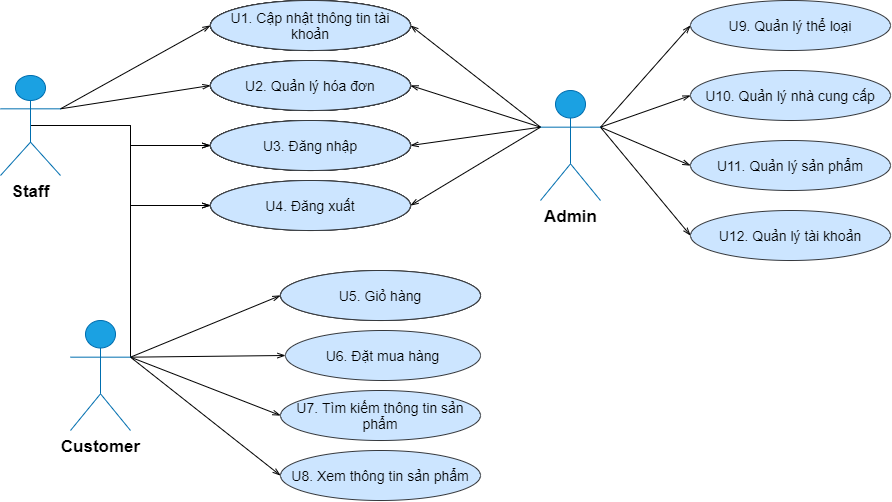 U1. Cập nhật thông tin tài
khoản
U2. Quản lý hóa đơn
U3. Đăng nhập
U4. Đăng xuất
Staff
Admin
U9. Quản lý thể loại
U10. Quản lý nhà cung cấp
U11. Quản lý sản phẩm
U12. Quản lý tài khoản
Customer
U5. Giỏ hàng
U6. Đặt mua hàng
U7. Tìm kiếm thông tin sản
phẩm
U8. Xem thông tin sản phẩm